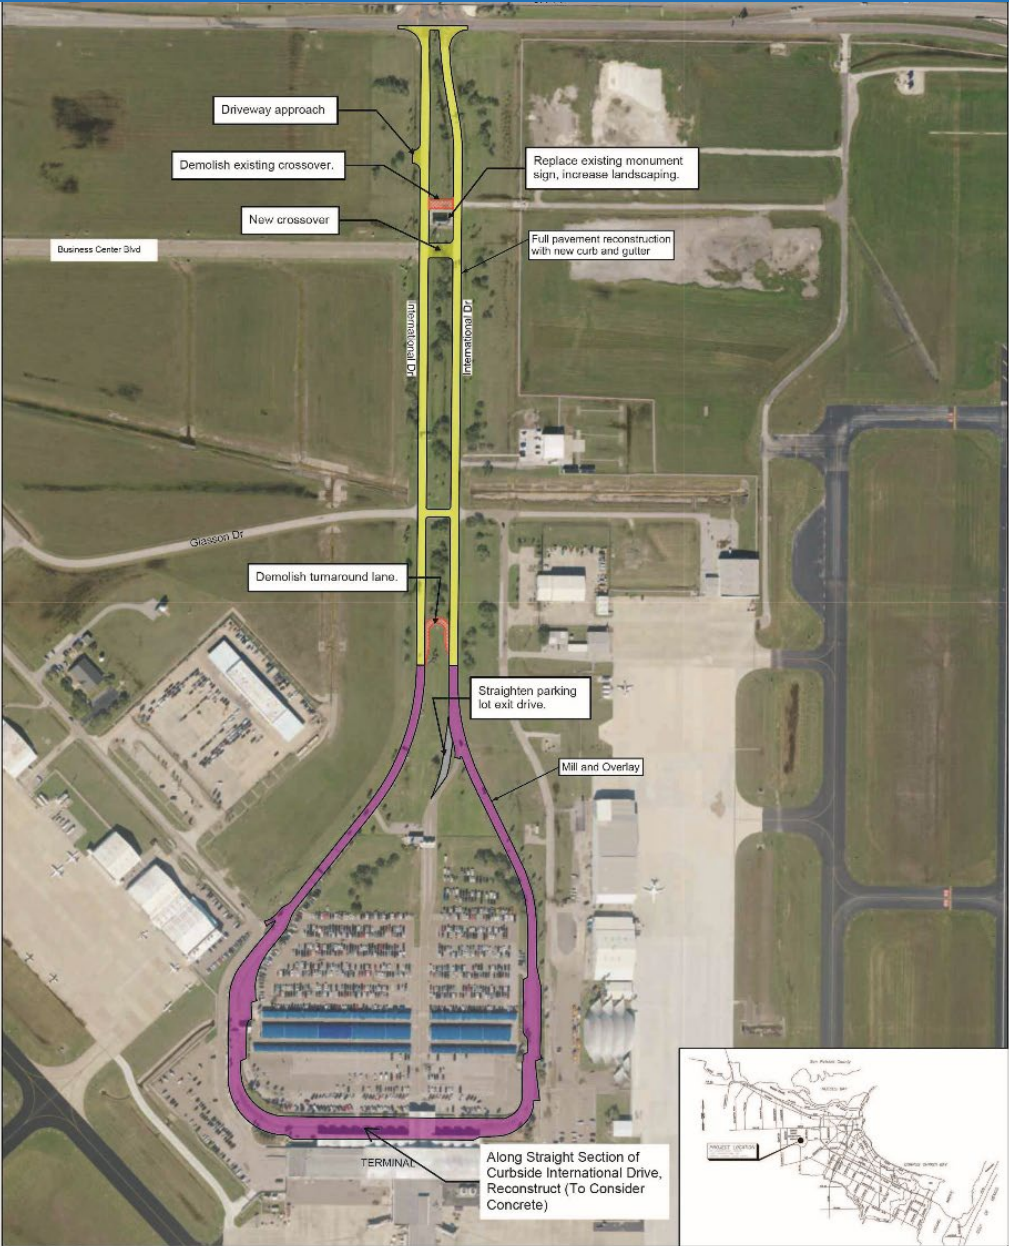 Driveway approach
Demolish existing crossover.
Replace existing monument
sign, increase landscaping.
New crossover
Full pavement reconstruction
with new curb and gutter
Business Center Blvd
International Dr
International Dr
Glasson Dr
Demolish turnaround lane.
Straighten parking
lot exit drive.
Mill and Overlay
TERMINAL
Along Straight Section of
Curbside International Drive,
Reconstruct (To Consider
Concrete)
PROJECT LOCATION